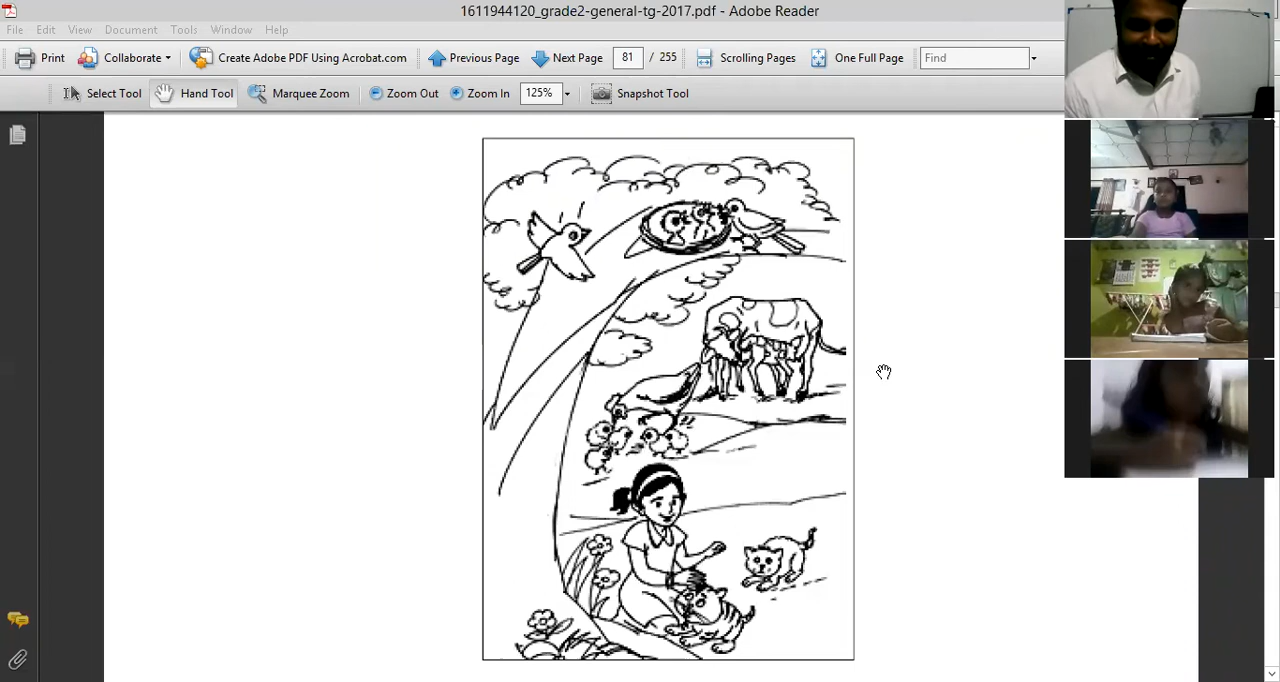 1611944120_grade2-general-tg-2017.pdf - Adobe Reader
File Edit View Document Tools Window Help
Print Collaborate Create Adobe PDF Using Acrobat.com Previous Page Next Page 81 / 255 Scrolling Pages One Full Page Find
Select Tool Hand Tool Marquee Zoom Zoom Out Zoom In 125% Snapshot Tool